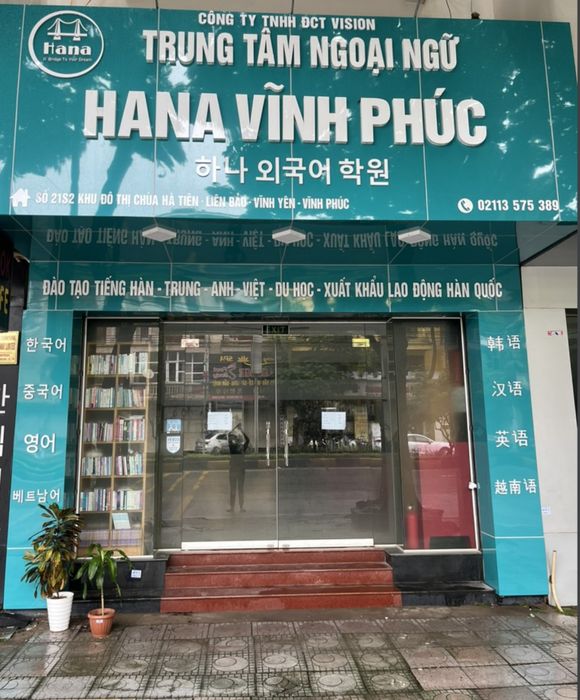 CÔNG TY TNHH ĐCT VISION
Hana
A Bridge To Your Dream
TRUNG TÂM NGOẠI NGỮ
HANA VĨNH PHÚC
하나 외국어 학원
SỐ 21S2 KHU ĐÔ THỊ CHÙA HÀ TIÊN - LIÊN BẢO - VĨNH YÊN - VĨNH PHÚC
02113 575 389
ĐÀO TẠO TIẾNG HÀN - TRUNG - ANH - VIỆT - DU HỌC - XUẤT KHẨU LAO ĐỘNG HÀN QUỐC
EXIT
한국어
중국어
영어
베트남어
韩语
汉语
英语
越南语